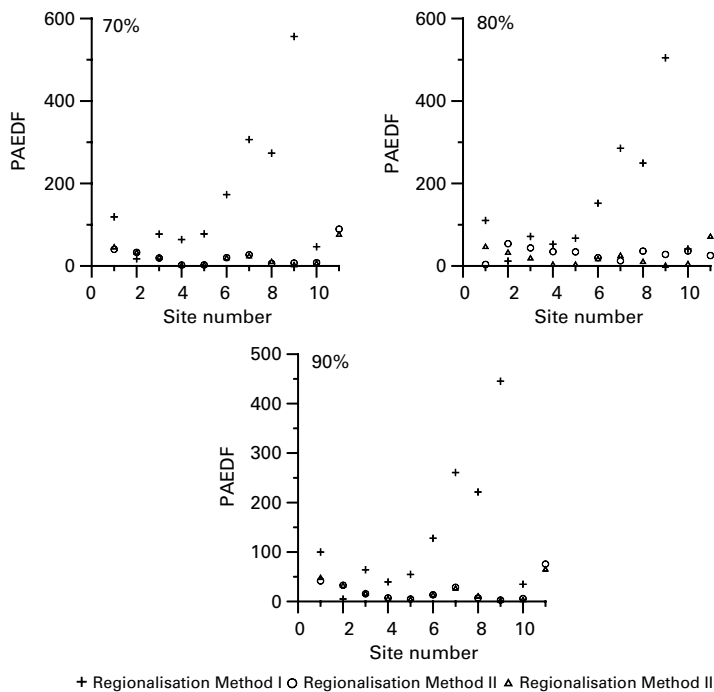 70%
600
400
200
0
PAEDF
0 2 4 6 8 10
Site number
80%
600
400
200
0
PAEDF
0 2 4 6 8 10
Site number
90%
500
400
300
200
100
0
PAEDF
0 2 4 6 8 10
Site number
+ Regionalisation Method I ○ Regionalisation Method II ▵ Regionalisation Method II